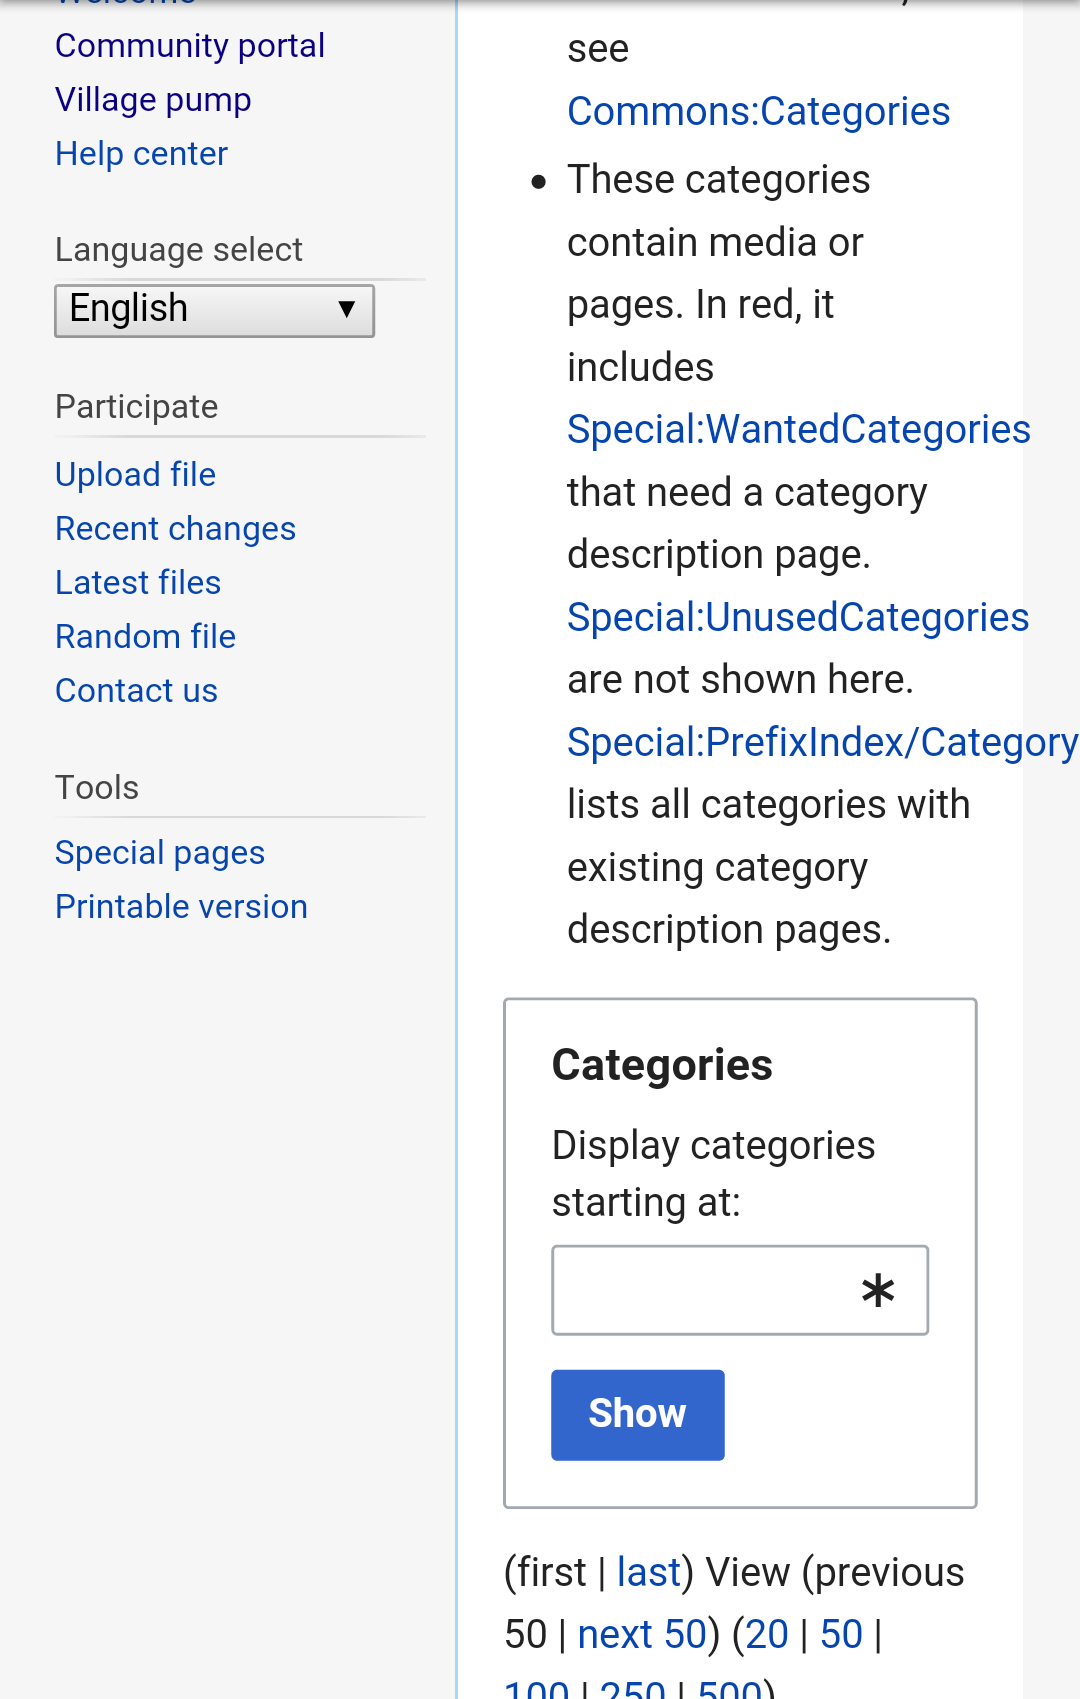 Welcome
Community portal
Village pump
Help center
Language select
English
Participate
Upload file
Recent changes
Latest files
Random file
Contact us
Tools
Special pages
Printable version
see
Commons:Categories
• These categories
contain media or
pages. In red, it
includes
Special:WantedCategories
that need a category
description page.
Special:UnusedCategories
are not shown here.
Special:PrefixIndex/Category
lists all categories with
existing category
description pages.
Categories
Display categories
starting at:
*
Show
(first | last) View (previous
50 | next 50) (20 | 50 |
100 | 250 | 500)